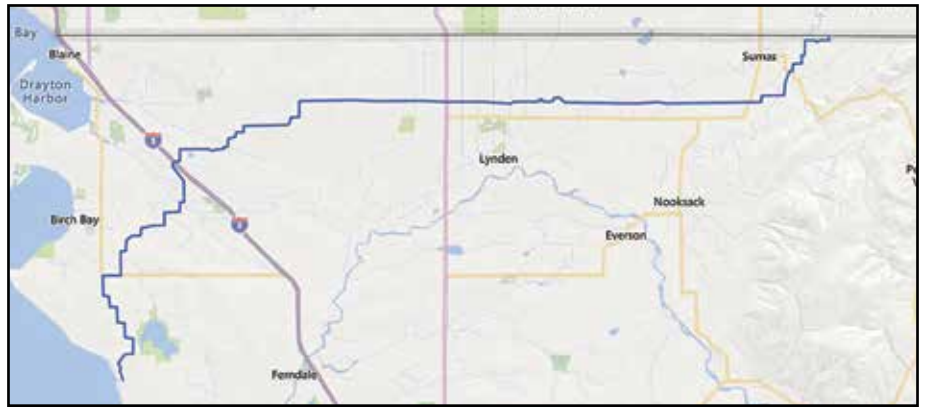 Bay
Blaine
Sumas
Drayton
Harbor
5
Lynden
P
Nooksack
Birch Bay
5
Everson
Ferndale